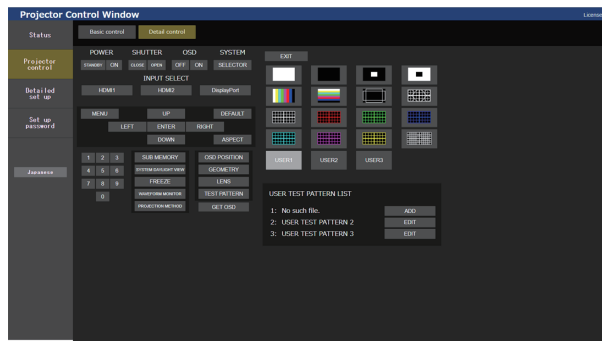 Projector Control Window
License
Status
Projector control
Detailed set up
Set up password
Japanese
Basic control
Detail control
POWER SHUTTER OSD SYSTEM
STANDBY ON CLOSE OPEN OFF ON SELECTOR
INPUT SELECT
HDMI1 HDMI2 DisplayPort
MENU UP DEFAULT
LEFT ENTER RIGHT
DOWN ASPECT
1 2 3 SUB MEMORY OSD POSITION
4 5 6 SYSTEM DAYLIGHT VIEW GEOMETRY
7 8 9 FREEZE LENS
0 WAVEFORM MONITOR TEST PATTERN
PROJECTION METHOD GET OSD
EXIT
USER1 USER2 USER3
USER TEST PATTERN LIST
1: No such file. ADD
2: USER TEST PATTERN 2 EDIT
3: USER TEST PATTERN 3 EDIT